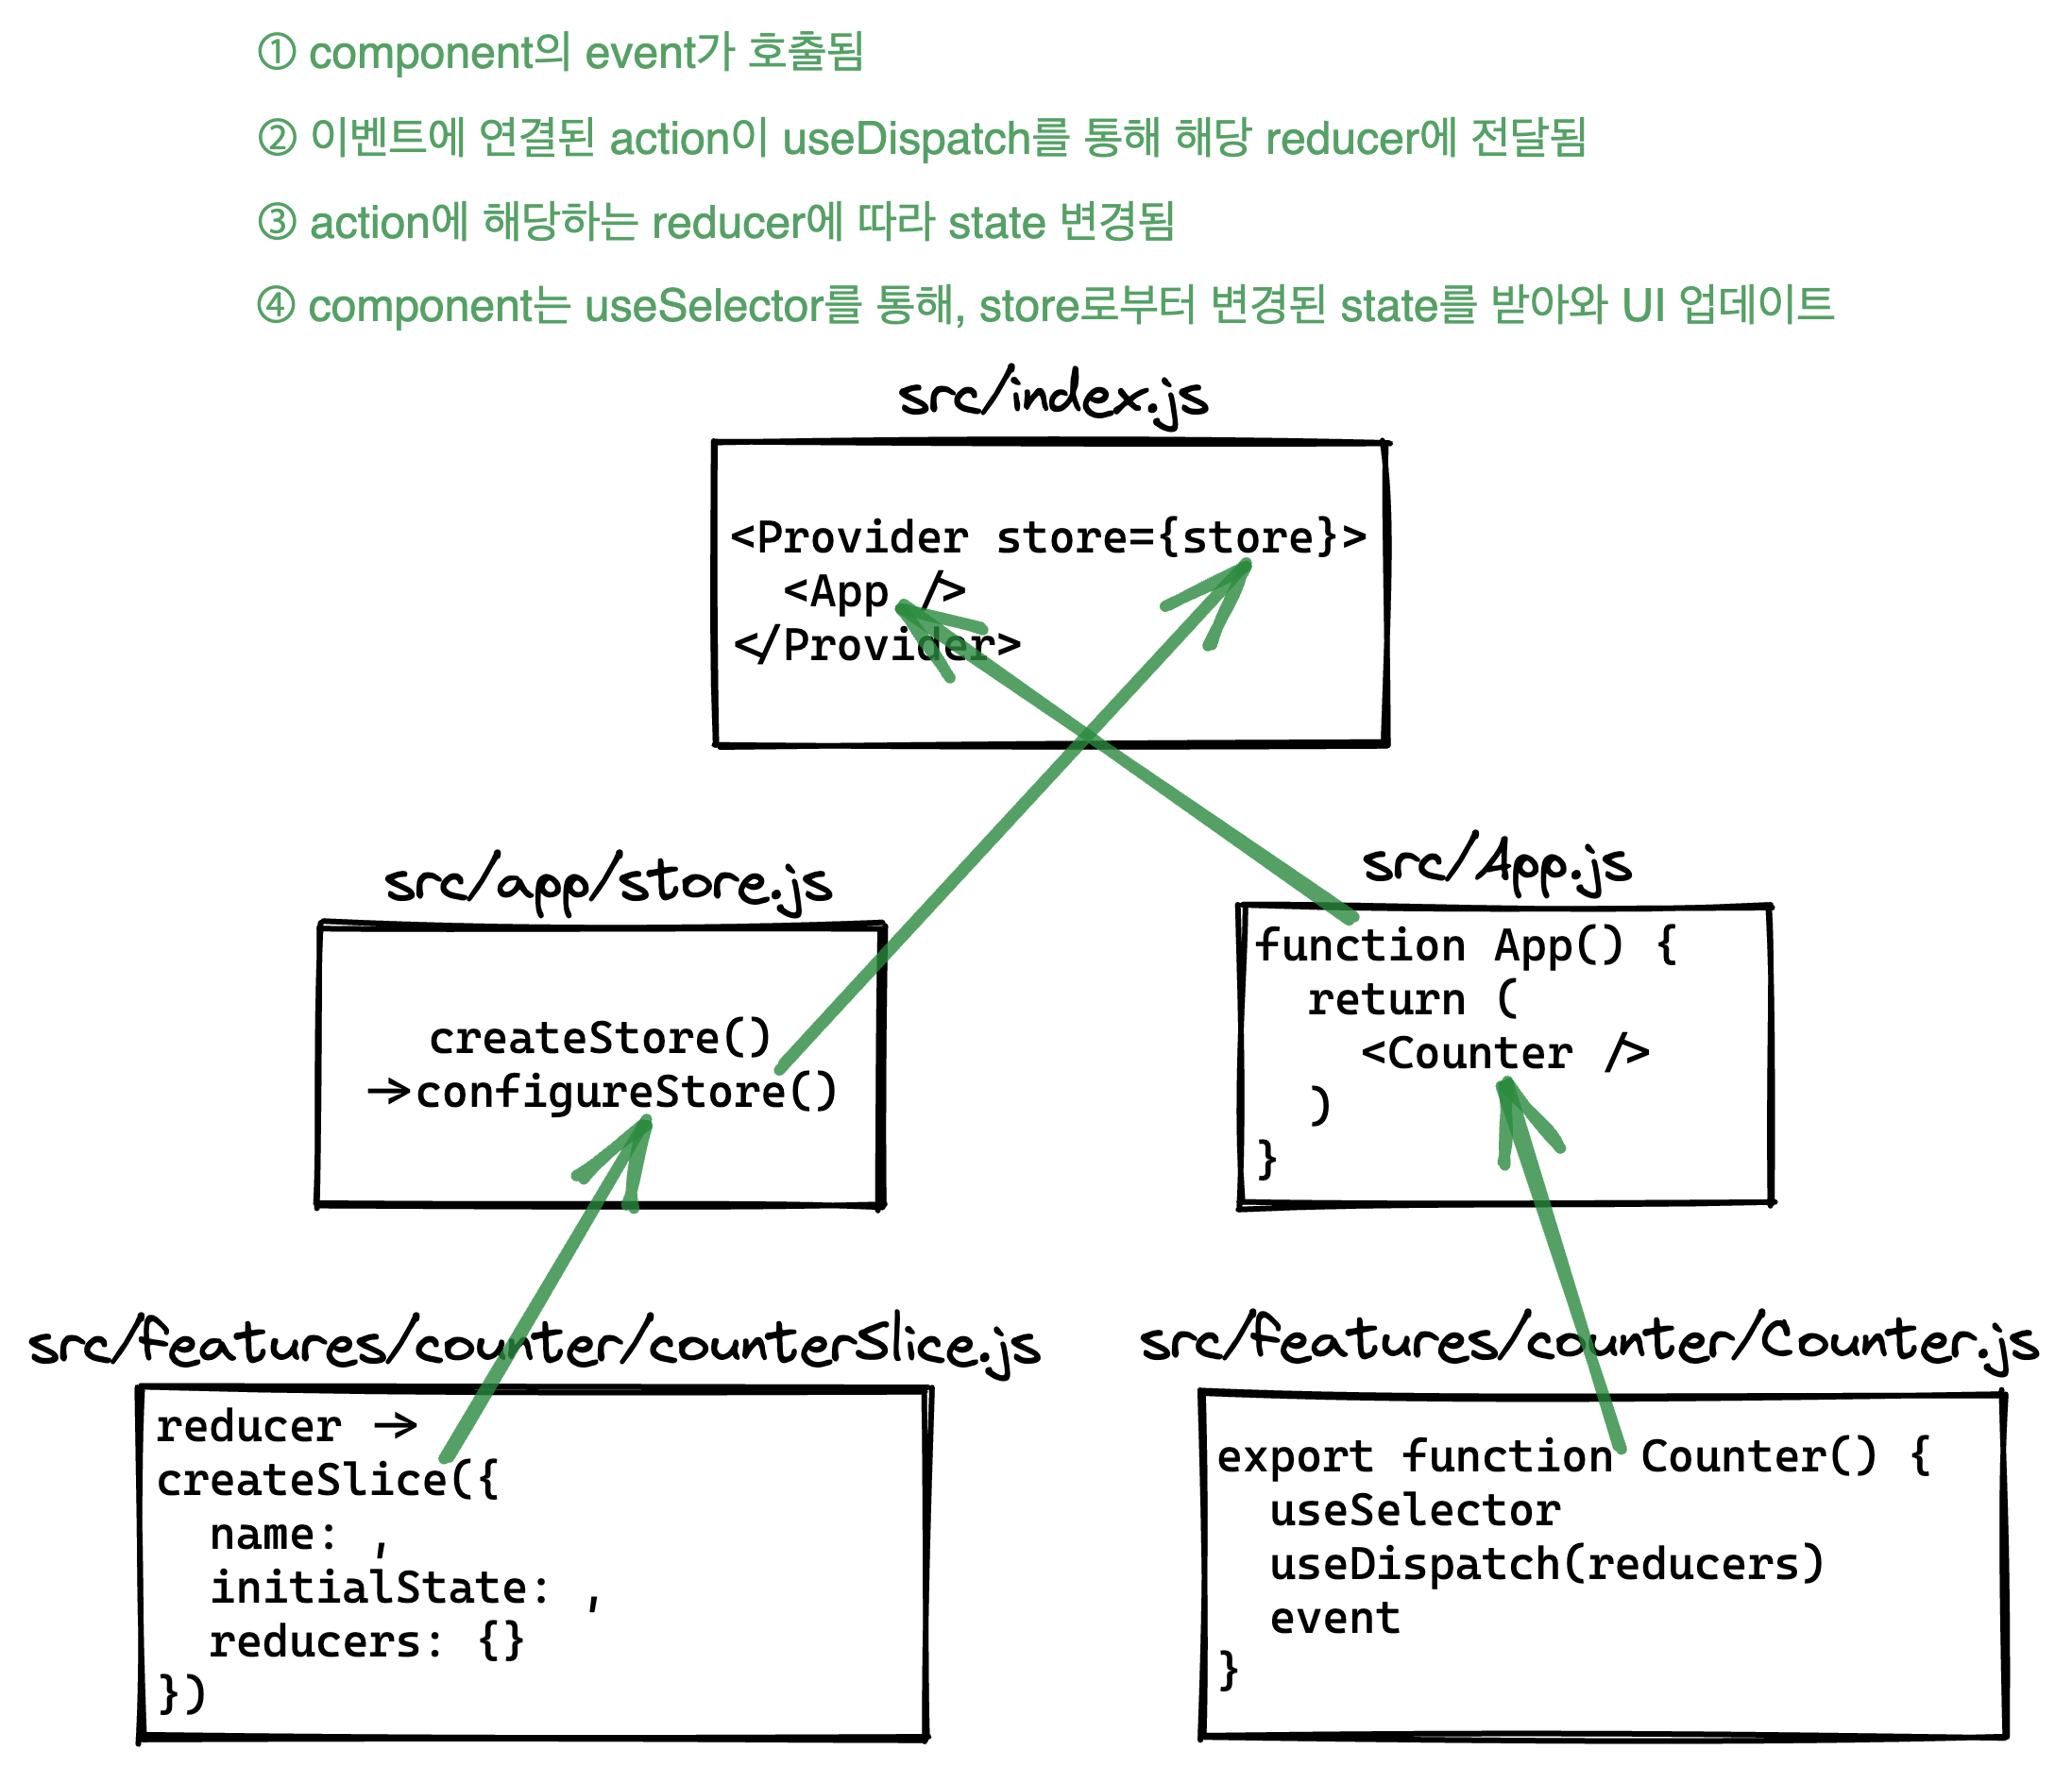 ① component의 event가 호출됨
② 이벤트에 연결된 action이 useDispatch를 통해 해당 reducer에 전달됨
③ action에 해당하는 reducer에 따라 state 변경됨
④ component는 useSelector를 통해, store로부터 변경된 state를 받아와 UI 업데이트
src/index.js
<Provider store={store}>
<App />
</Provider>
src/app/store.js
createStore()
->configureStore()
src/App.js
function App() {
return (
<Counter />
)
}
src/features/counter/counterSlice.js
reducer ->
createSlice({
name: ,
initialState: ,
reducers: {}
})
src/features/counter/Counter.js
export function Counter() {
useSelector
useDispatch(reducers)
event
}